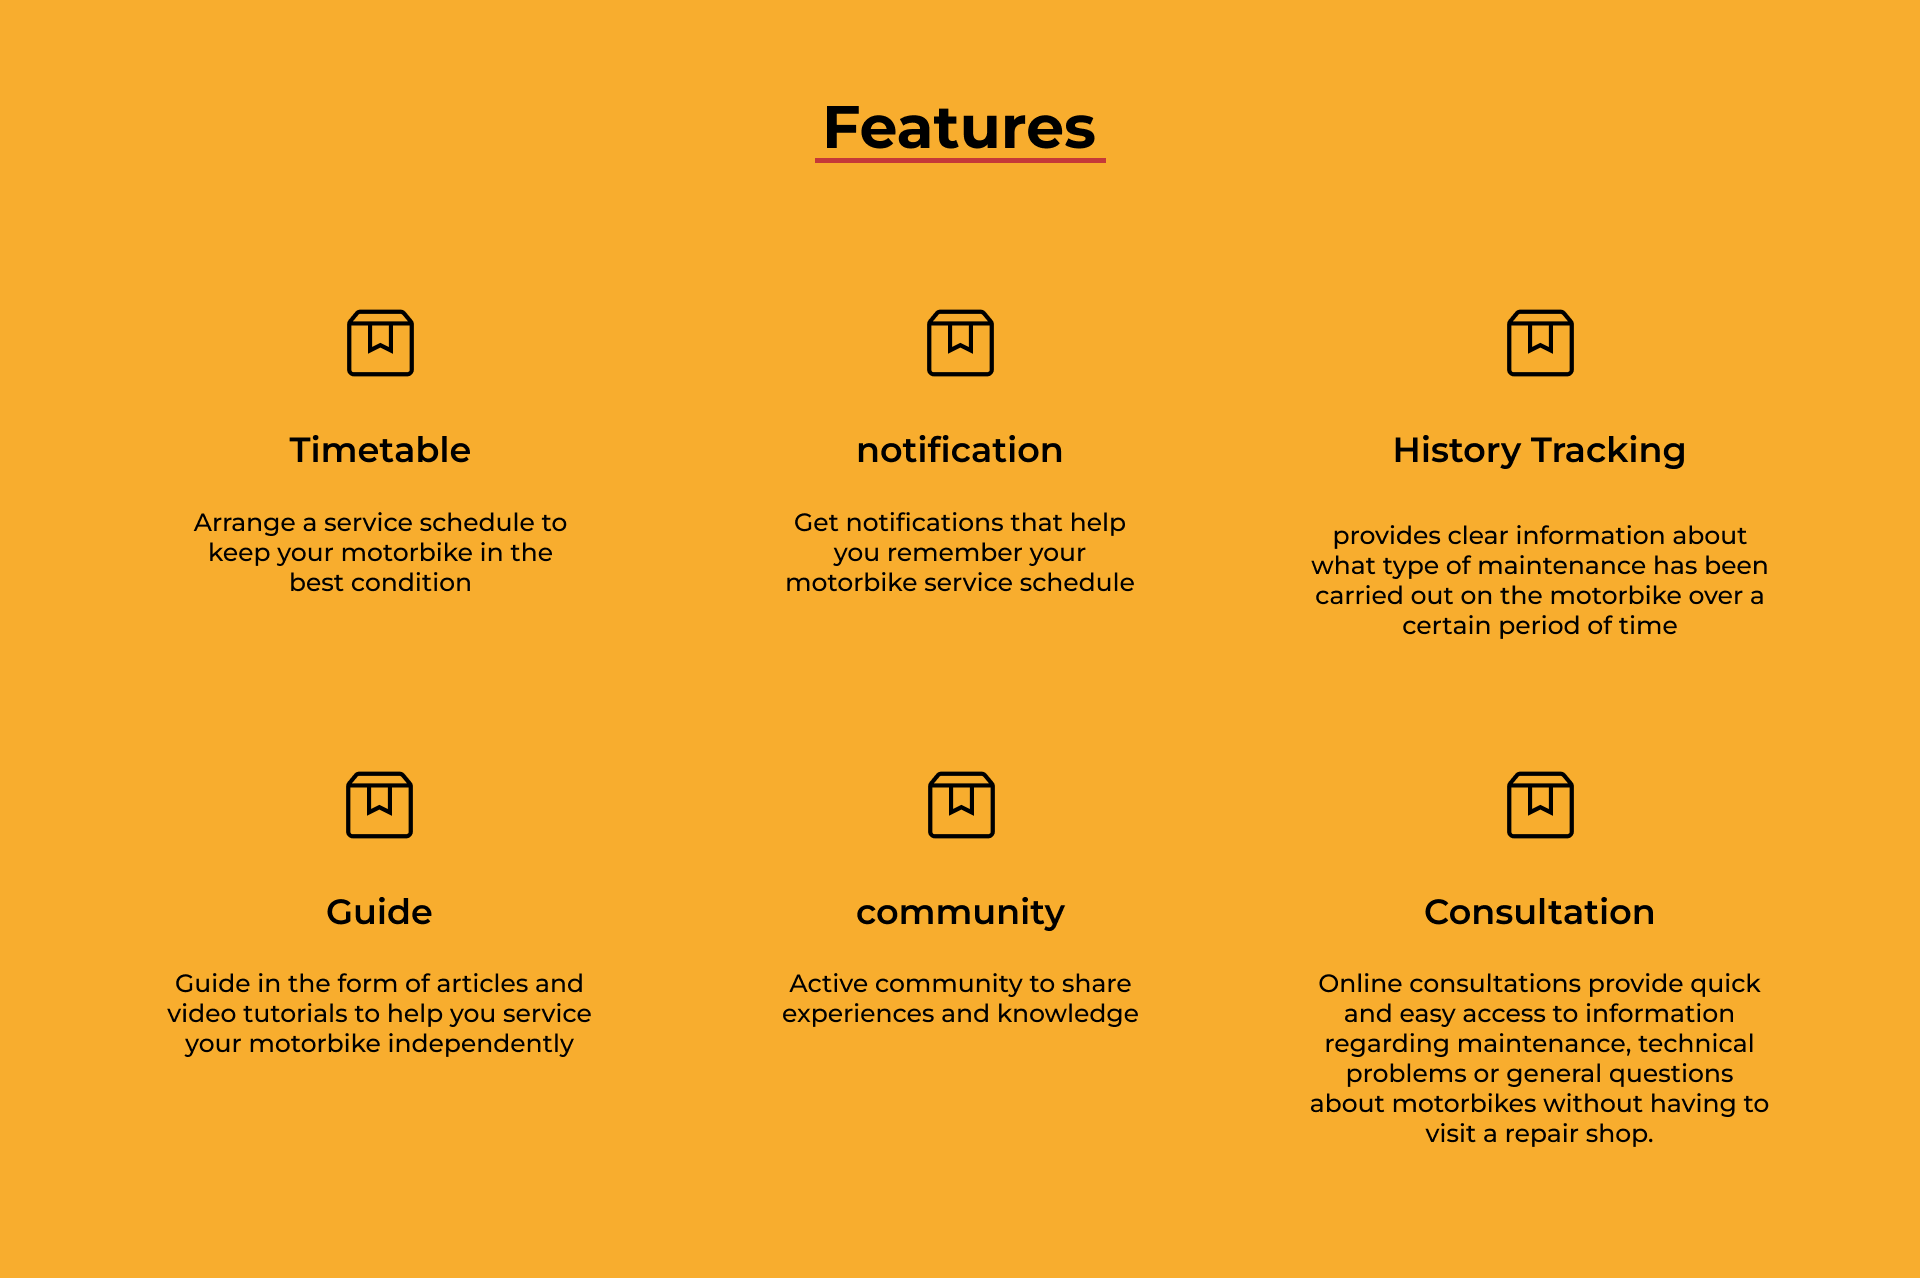 Features
Timetable
Arrange a service schedule to
keep your motorbike in the
best condition
notification
Get notifications that help
you remember your
motorbike service schedule
History Tracking
provides clear information about
what type of maintenance has been
carried out on the motorbike over a
certain period of time
Guide
Guide in the form of articles and
video tutorials to help you service
your motorbike independently
community
Active community to share
experiences and knowledge
Consultation
Online consultations provide quick
and easy access to information
regarding maintenance, technical
problems or general questions
about motorbikes without having to
visit a repair shop.